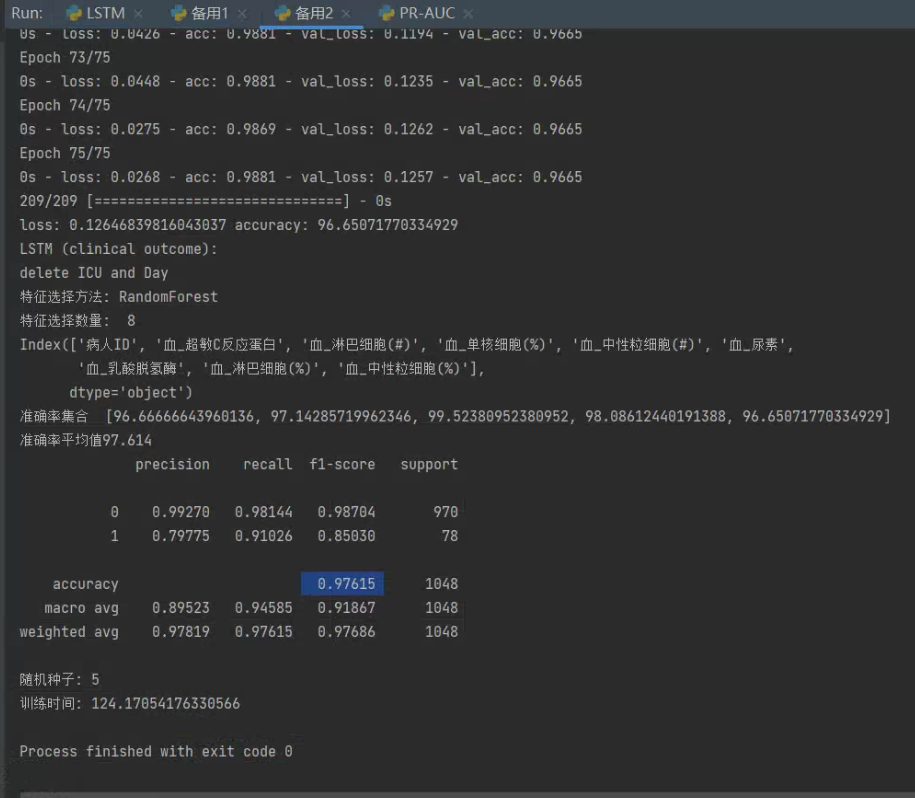 Run: LSTM × 备用1 × 备用2 × PR-AUC ×
0s - loss: 0.0426 - acc: 0.9881 - val_loss: 0.1194 - val_acc: 0.9665
Epoch 73/75
0s - loss: 0.0448 - acc: 0.9881 - val_loss: 0.1235 - val_acc: 0.9665
Epoch 74/75
0s - loss: 0.0275 - acc: 0.9869 - val_loss: 0.1262 - val_acc: 0.9665
Epoch 75/75
0s - loss: 0.0268 - acc: 0.9881 - val_loss: 0.1257 - val_acc: 0.9665
209/209 [==============================] - 0s
loss: 0.12646839816043037 accuracy: 96.65071770334929
LSTM (clinical outcome):
delete ICU and Day
特征选择方法: RandomForest
特征选择数量:  8
Index(['病人ID', '血_超敏C反应蛋白', '血_淋巴细胞(#)', '血_单核细胞(%)', '血_中性粒细胞(#)', '血_尿素',
'血_乳酸脱氢酶', '血_淋巴细胞(%)', '血_中性粒细胞(%)'],
dtype='object')
准确率集合  [96.66666643960136, 97.14285719962346, 99.52380952380952, 98.08612440191388, 96.65071770334929]
准确率平均值97.614
precision recall f1-score support
0 0.99270 0.98144 0.98704 970
1 0.79775 0.91026 0.85030 78
accuracy 0.97615 1048
macro avg 0.89523 0.94585 0.91867 1048
weighted avg 0.97819 0.97615 0.97686 1048
随机种子: 5
训练时间: 124.17054176330566
Process finished with exit code 0